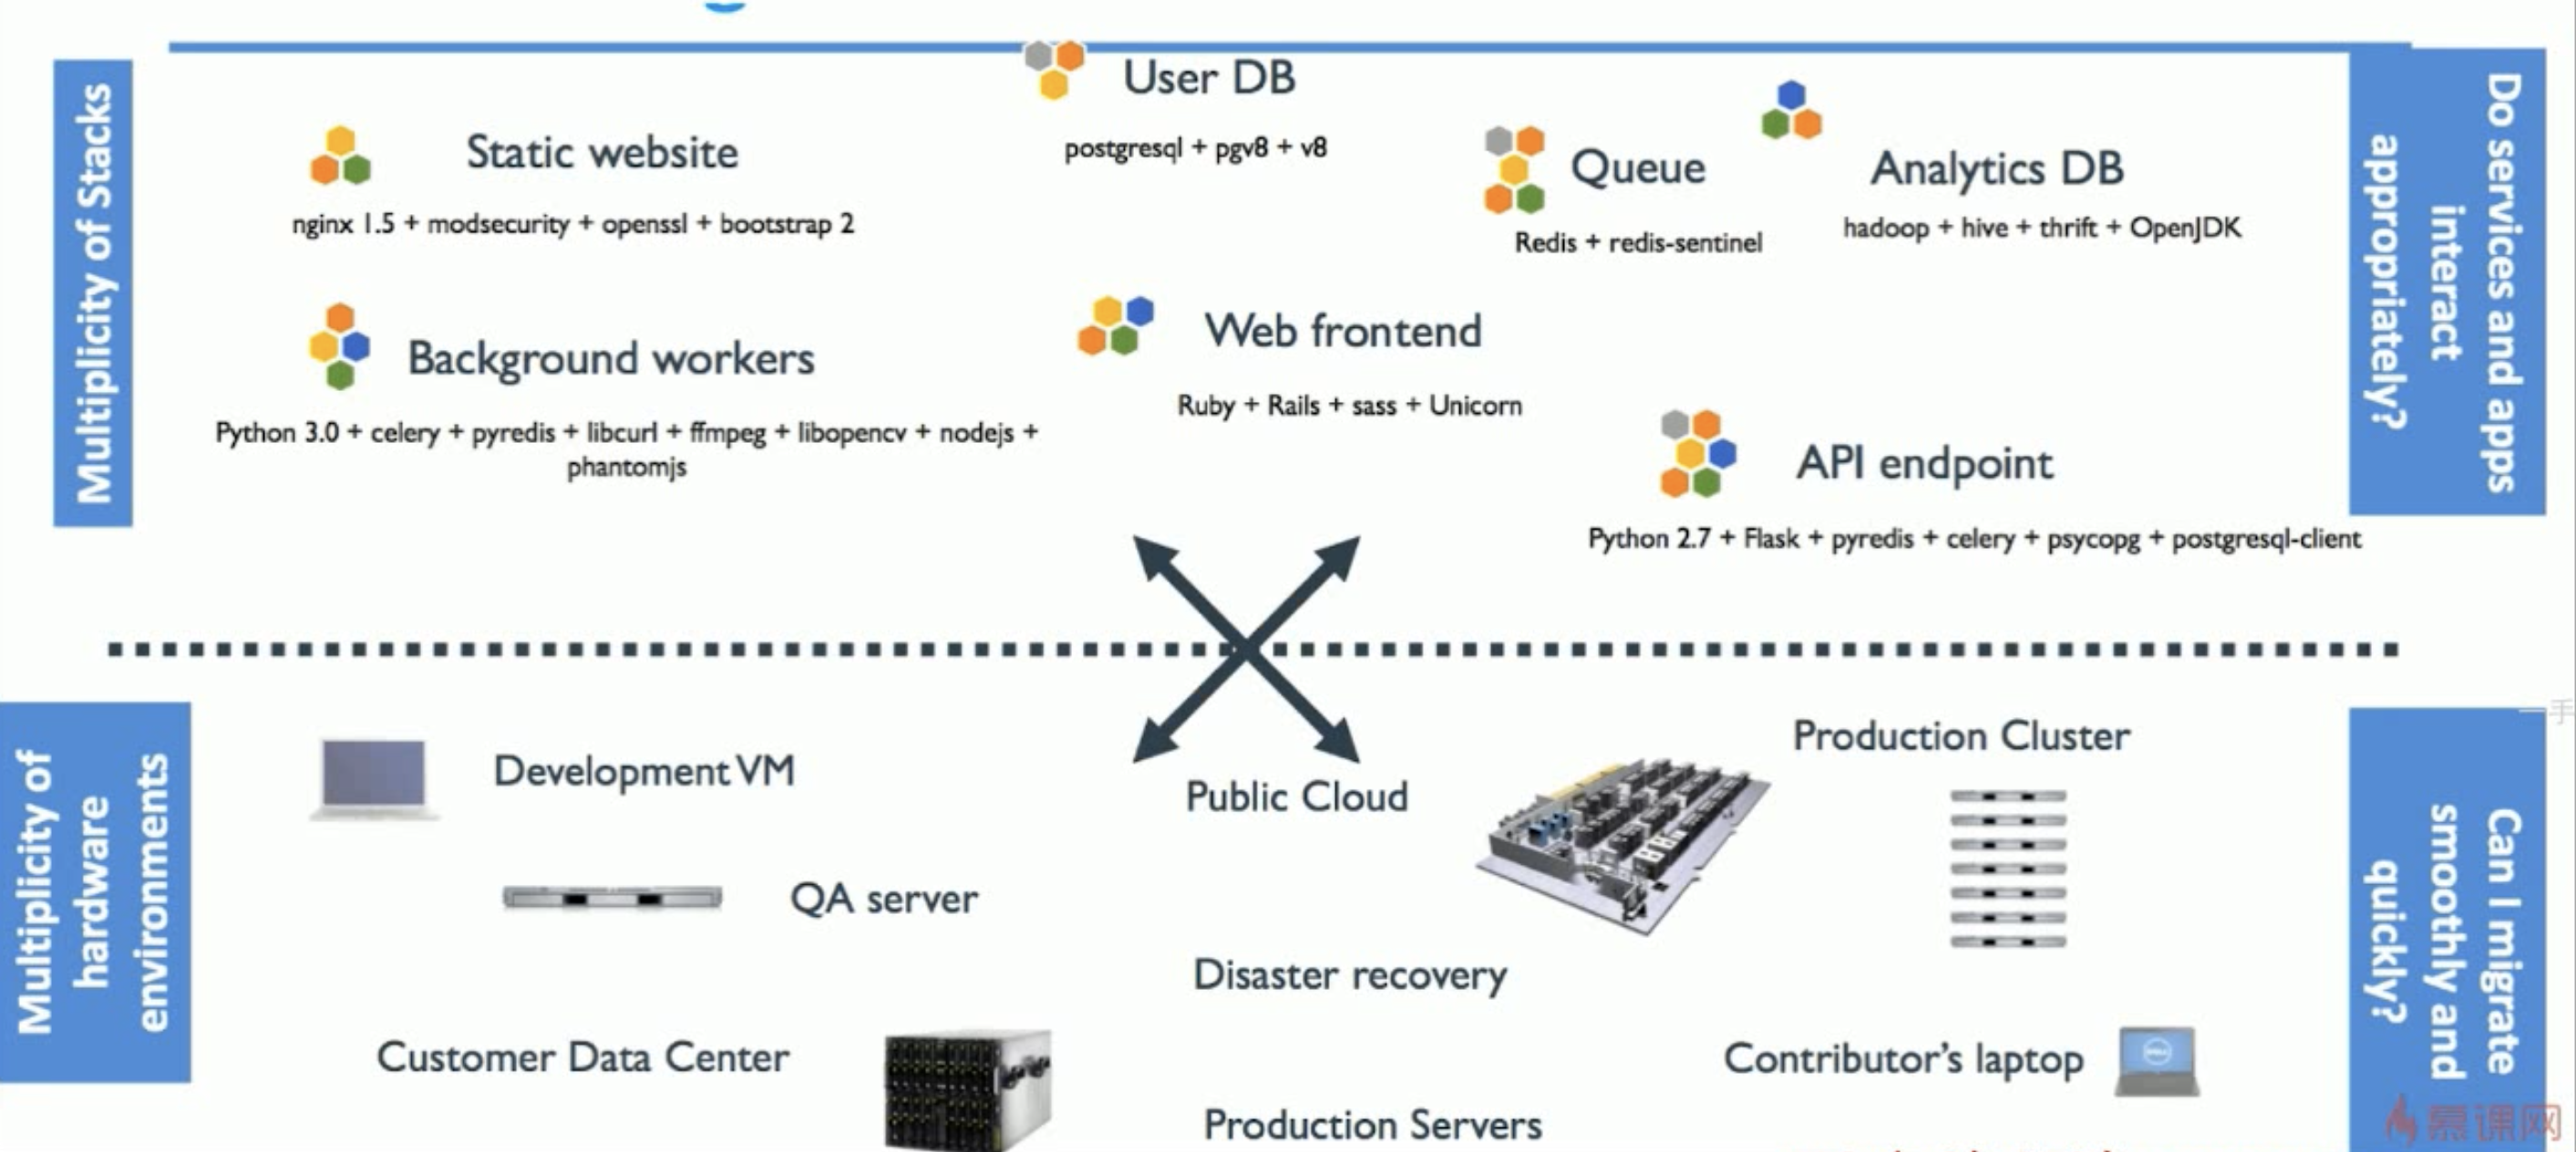 Multiplicity of Stacks
User DB
postgresql + pgv8 + v8
Static website
nginx 1.5 + modsecurity + openssl + bootstrap 2
Queue
Redis + redis-sentinel
Analytics DB
hadoop + hive + thrift + OpenJDK
Background workers
Python 3.0 + celery + pyredis + libcurl + ffmpeg + libopencv + nodejs +
phantomjs
Web frontend
Ruby + Rails + sass + Unicorn
API endpoint
Python 2.7 + Flask + pyredis + celery + psycopg + postgresql-client
Do services and apps
interact
appropriately?
Multiplicity of
hardware
environments
Development VM
Public Cloud
Production Cluster
QA server
Disaster recovery
Customer Data Center
Contributor's laptop
DELL
Production Servers
Can I migrate
smoothly and
quickly?
一手
慕课网